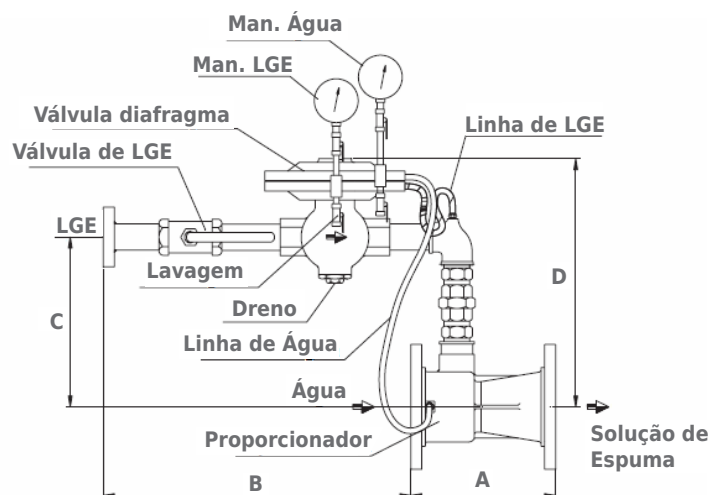 Man. Água
Man. LGE
Válvula diafragma
Linha de LGE
Válvula de LGE
LGE
Lavagem
D
Dreno
C
Linha de Água
Água
Proporcionador
Solução de
Espuma
B
A